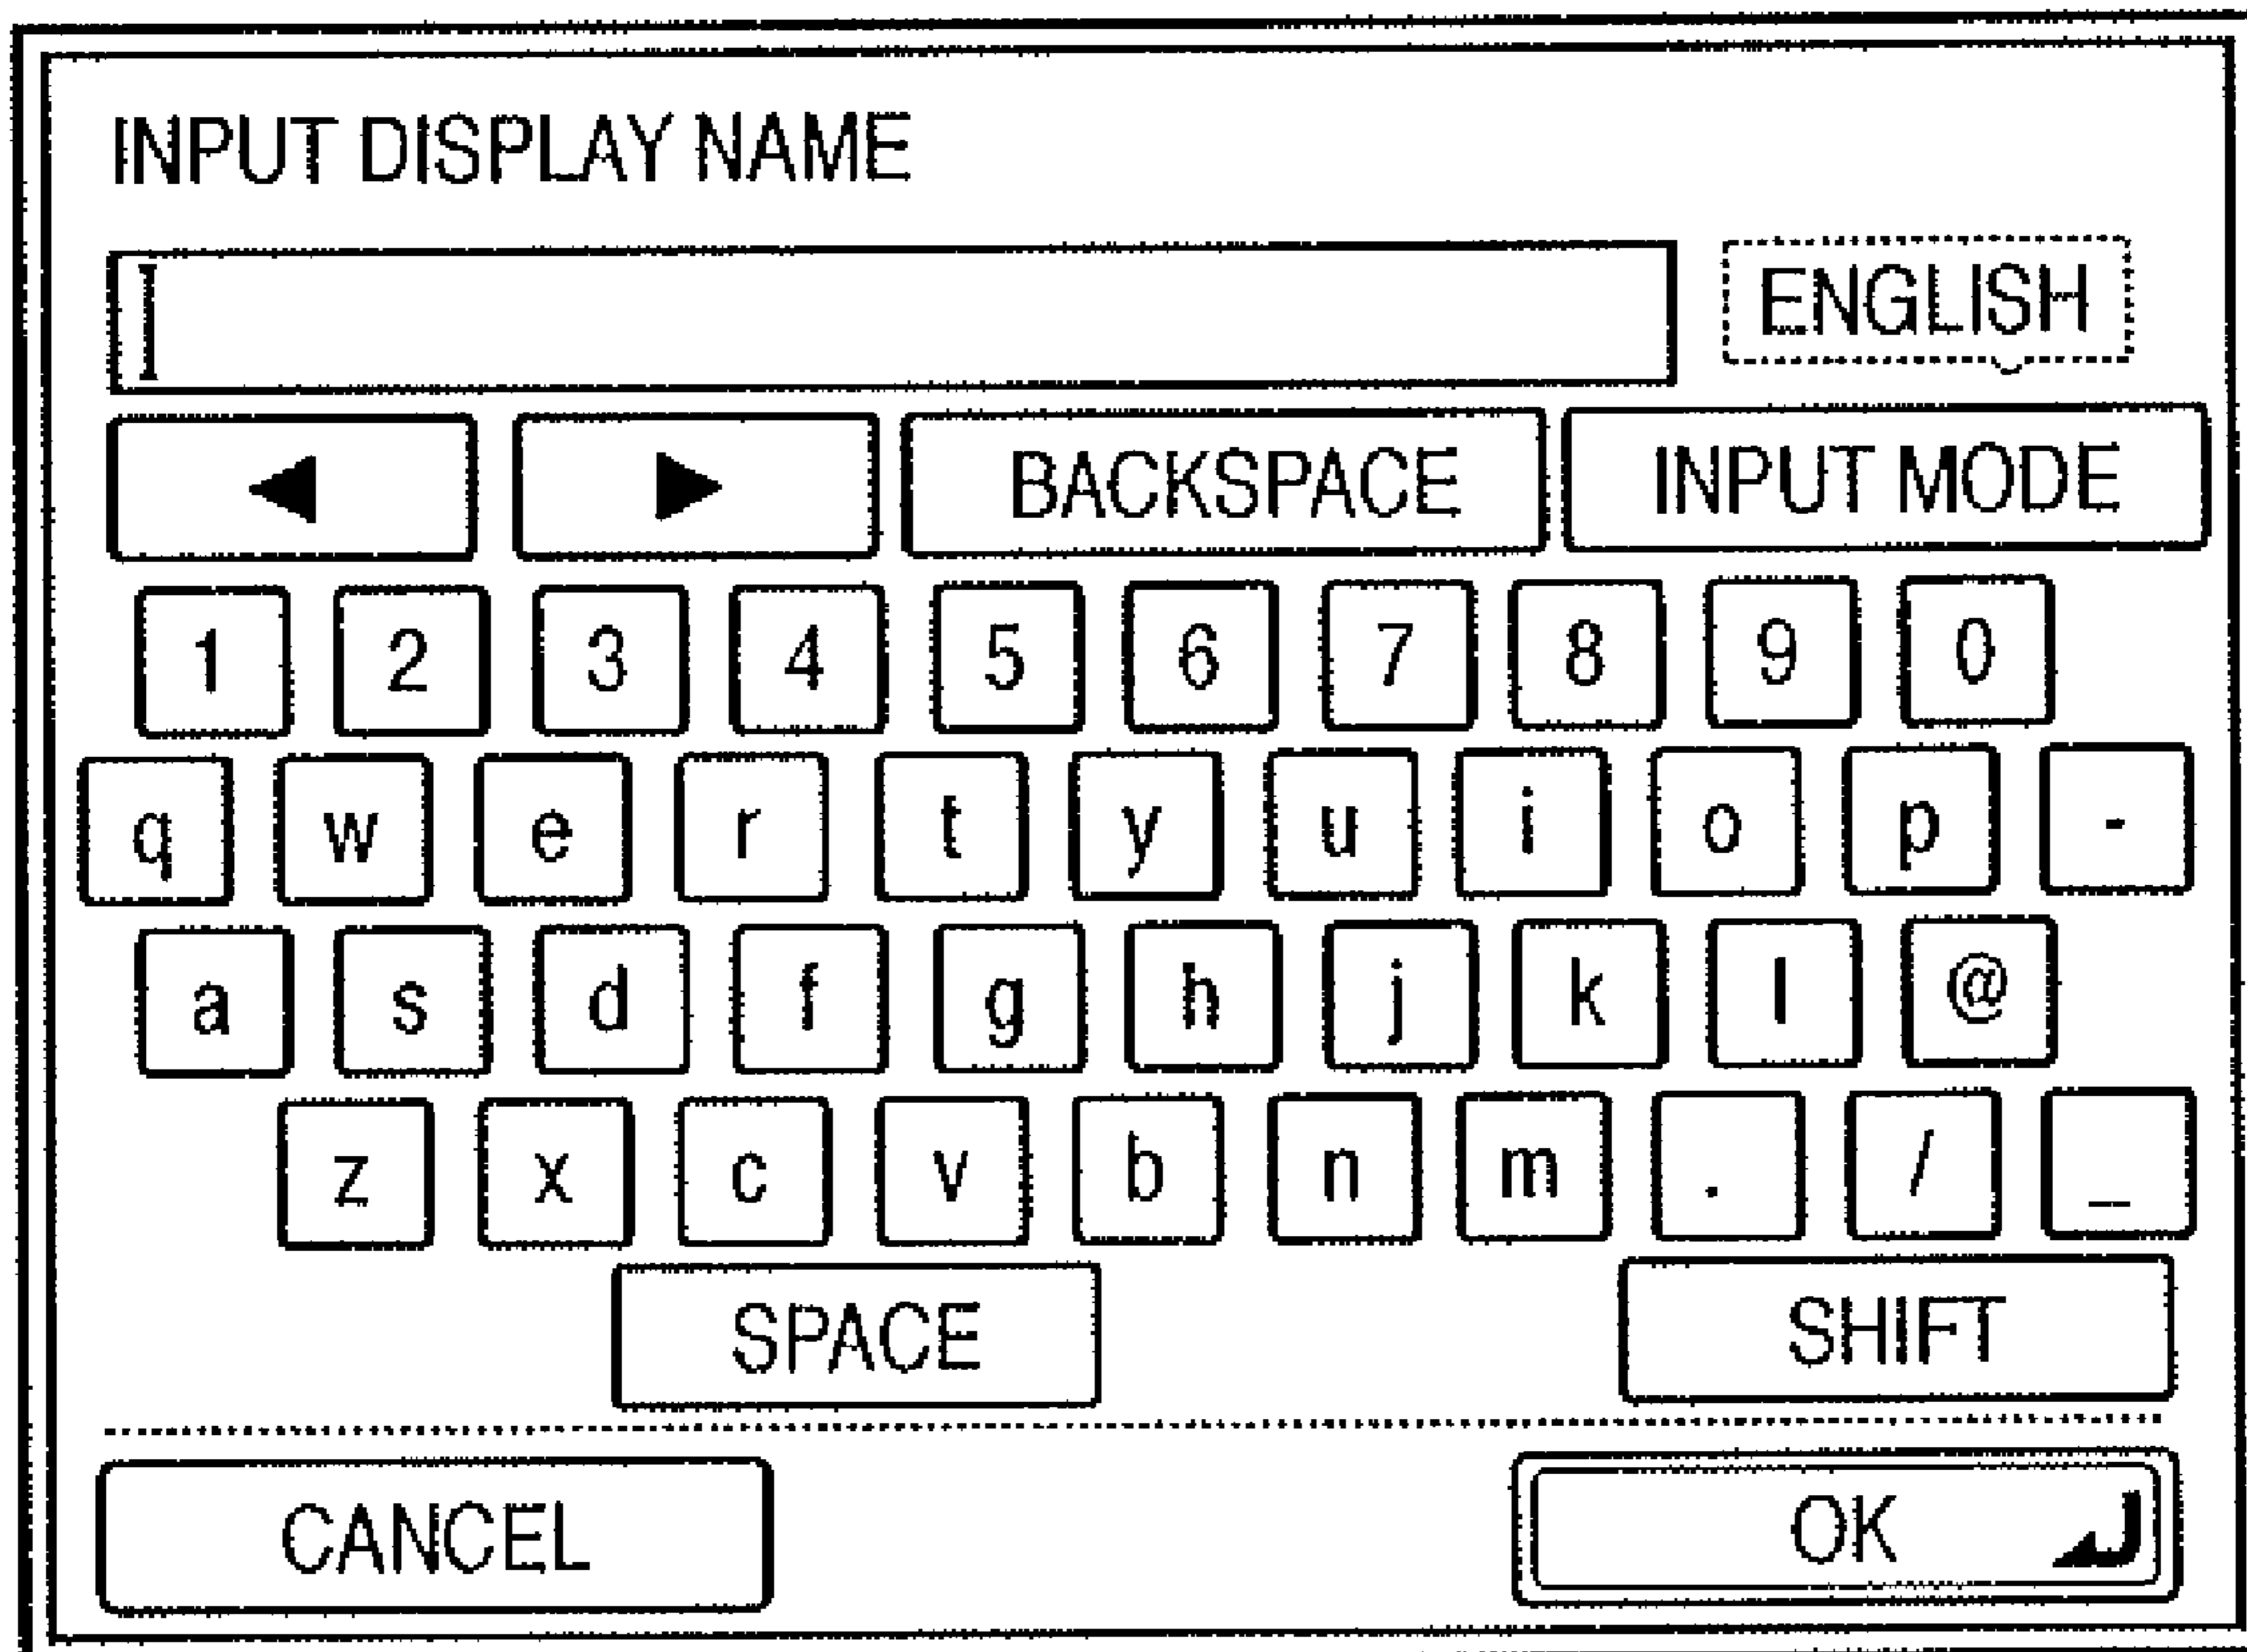 INPUT DISPLAY NAME
ENGLISH
◀ ▶ BACKSPACE INPUT MODE
1 2 3 4 5 6 7 8 9 0
q w e r t y u i o p -
a s d f g h j k l @
z x c v b n m . / _
SPACE SHIFT
CANCEL OK